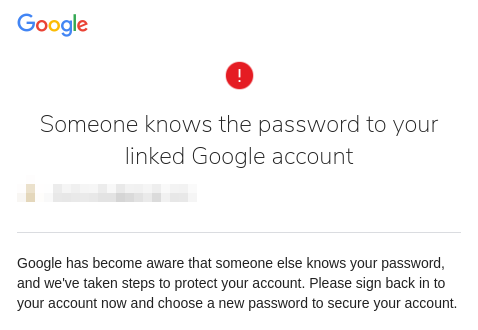 Google
!
Someone knows the password to your
linked Google account
Google has become aware that someone else knows your password,
and we've taken steps to protect your account. Please sign back in to
your account now and choose a new password to secure your account.